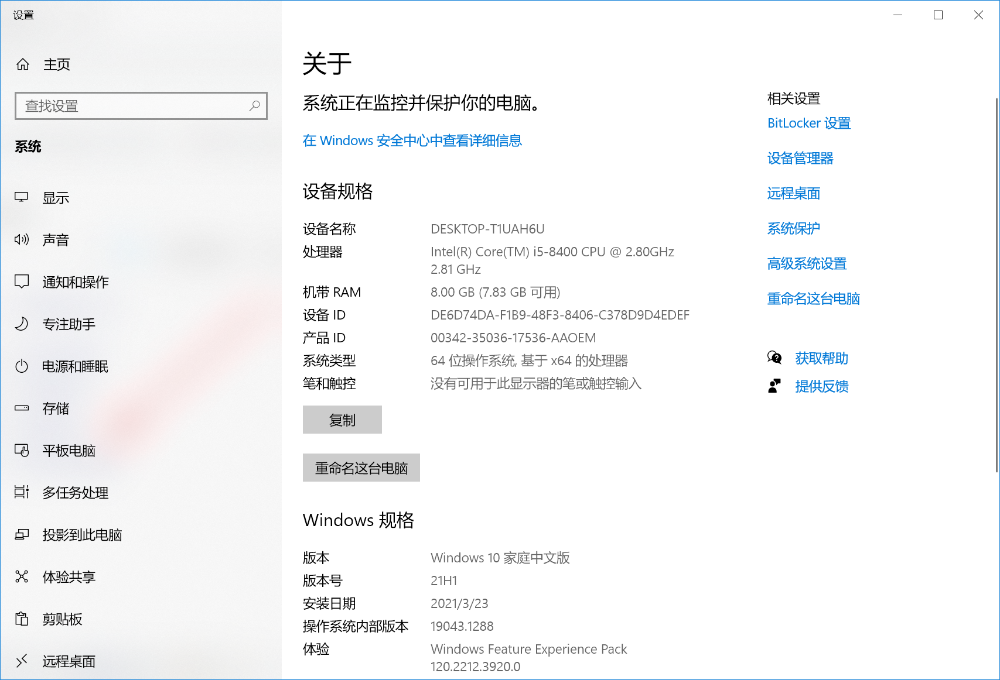 设置
主页
查找设置
系统
显示
声音
通知和操作
专注助手
电源和睡眠
存储
平板电脑
多任务处理
投影到此电脑
体验共享
剪贴板
远程桌面
关于
系统正在监控并保护你的电脑。
在 Windows 安全中心中查看详细信息
设备规格
设备名称 DESKTOP-T1UAH6U
处理器 Intel(R) Core(TM) i5-8400 CPU @ 2.80GHz
2.81 GHz
机带 RAM 8.00 GB (7.83 GB 可用)
设备 ID DE6D74DA-F1B9-48F3-8406-C378D9D4EDEF
产品 ID 00342-35036-17536-AAOEM
系统类型 64 位操作系统, 基于 x64 的处理器
笔和触控 没有可用于此显示器的笔或触控输入
复制
重命名这台电脑
Windows 规格
版本 Windows 10 家庭中文版
版本号 21H1
安装日期 2021/3/23
操作系统内部版本 19043.1288
体验 Windows Feature Experience Pack
120.2212.3920.0
相关设置
BitLocker 设置
设备管理器
远程桌面
系统保护
高级系统设置
重命名这台电脑
获取帮助
提供反馈